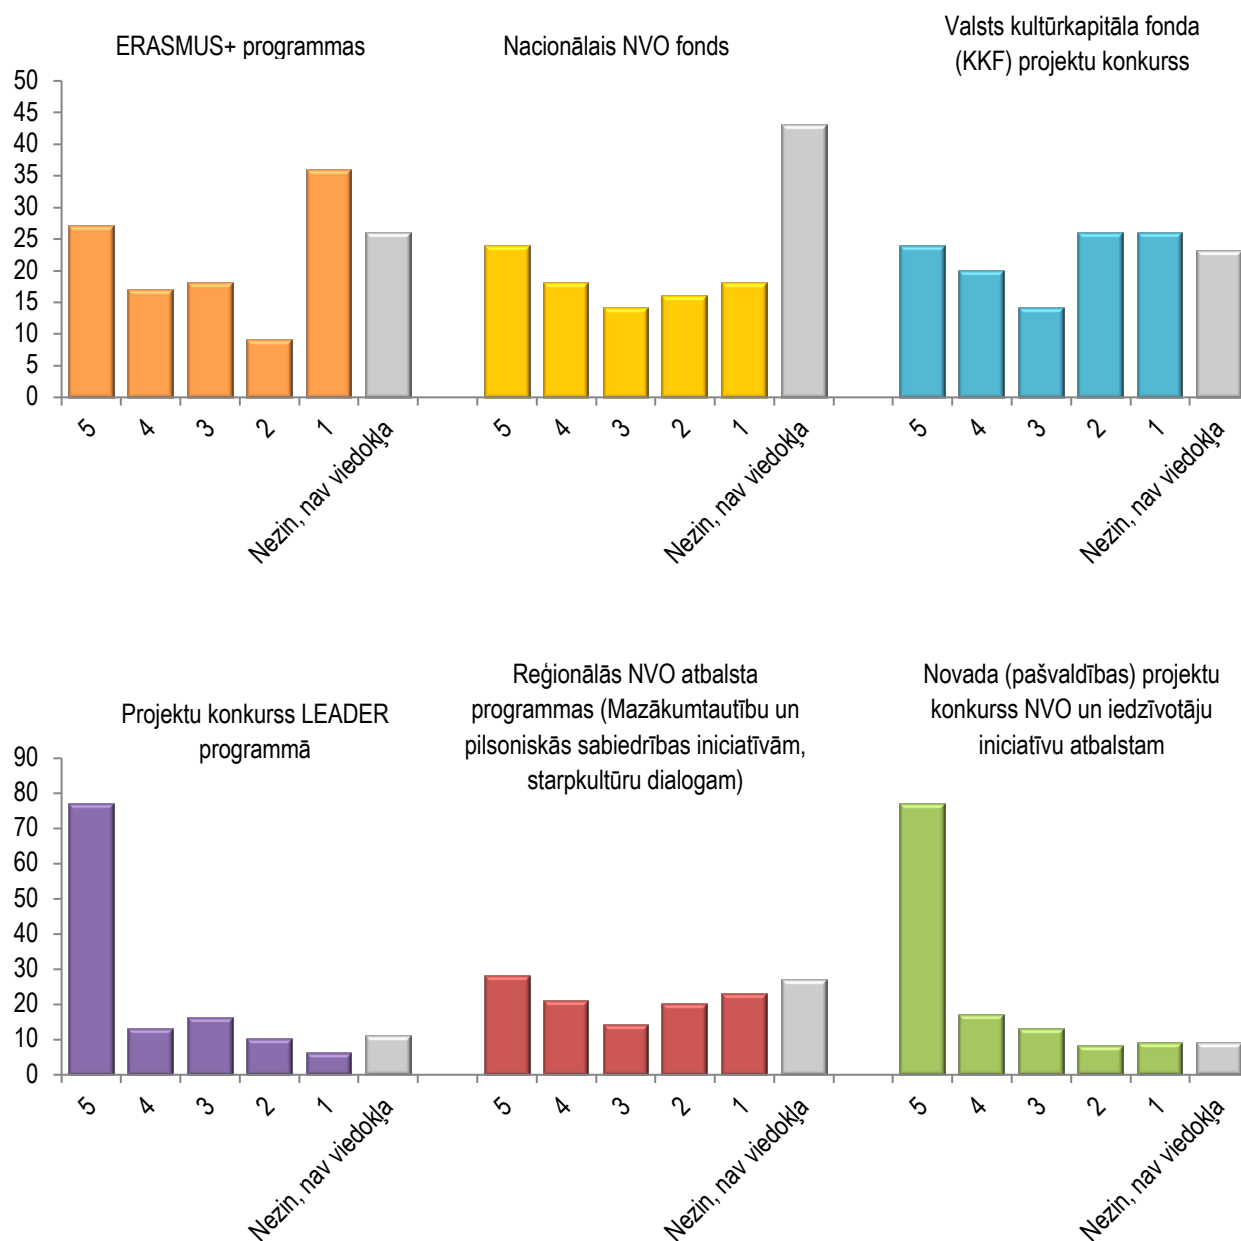 ERASMUS+ programmas
Nacionālais NVO fonds
Valsts kultūrkapitāla fonda
(KKF) projektu konkurss
50
45
40
35
30
25
20
15
10
5
0
5
4
3
2
1
Nezin, nav viedokļa
5
4
3
2
1
Nezin, nav viedokļa
5
4
3
2
1
Nezin, nav viedokļa
Projektu konkurss LEADER
programmā
Reģionālās NVO atbalsta
programmas (Mazākumtautību un
pilsoniskās sabiedrības iniciatīvām,
starpkultūru dialogam)
Novada (pašvaldības) projektu
konkurss NVO un iedzīvotāju
iniciatīvu atbalstam
90
80
70
60
50
40
30
20
10
0
5
4
3
2
1
Nezin, nav viedokļa
5
4
3
2
1
Nezin, nav viedokļa
5
4
3
2
1
Nezin, nav viedokļa